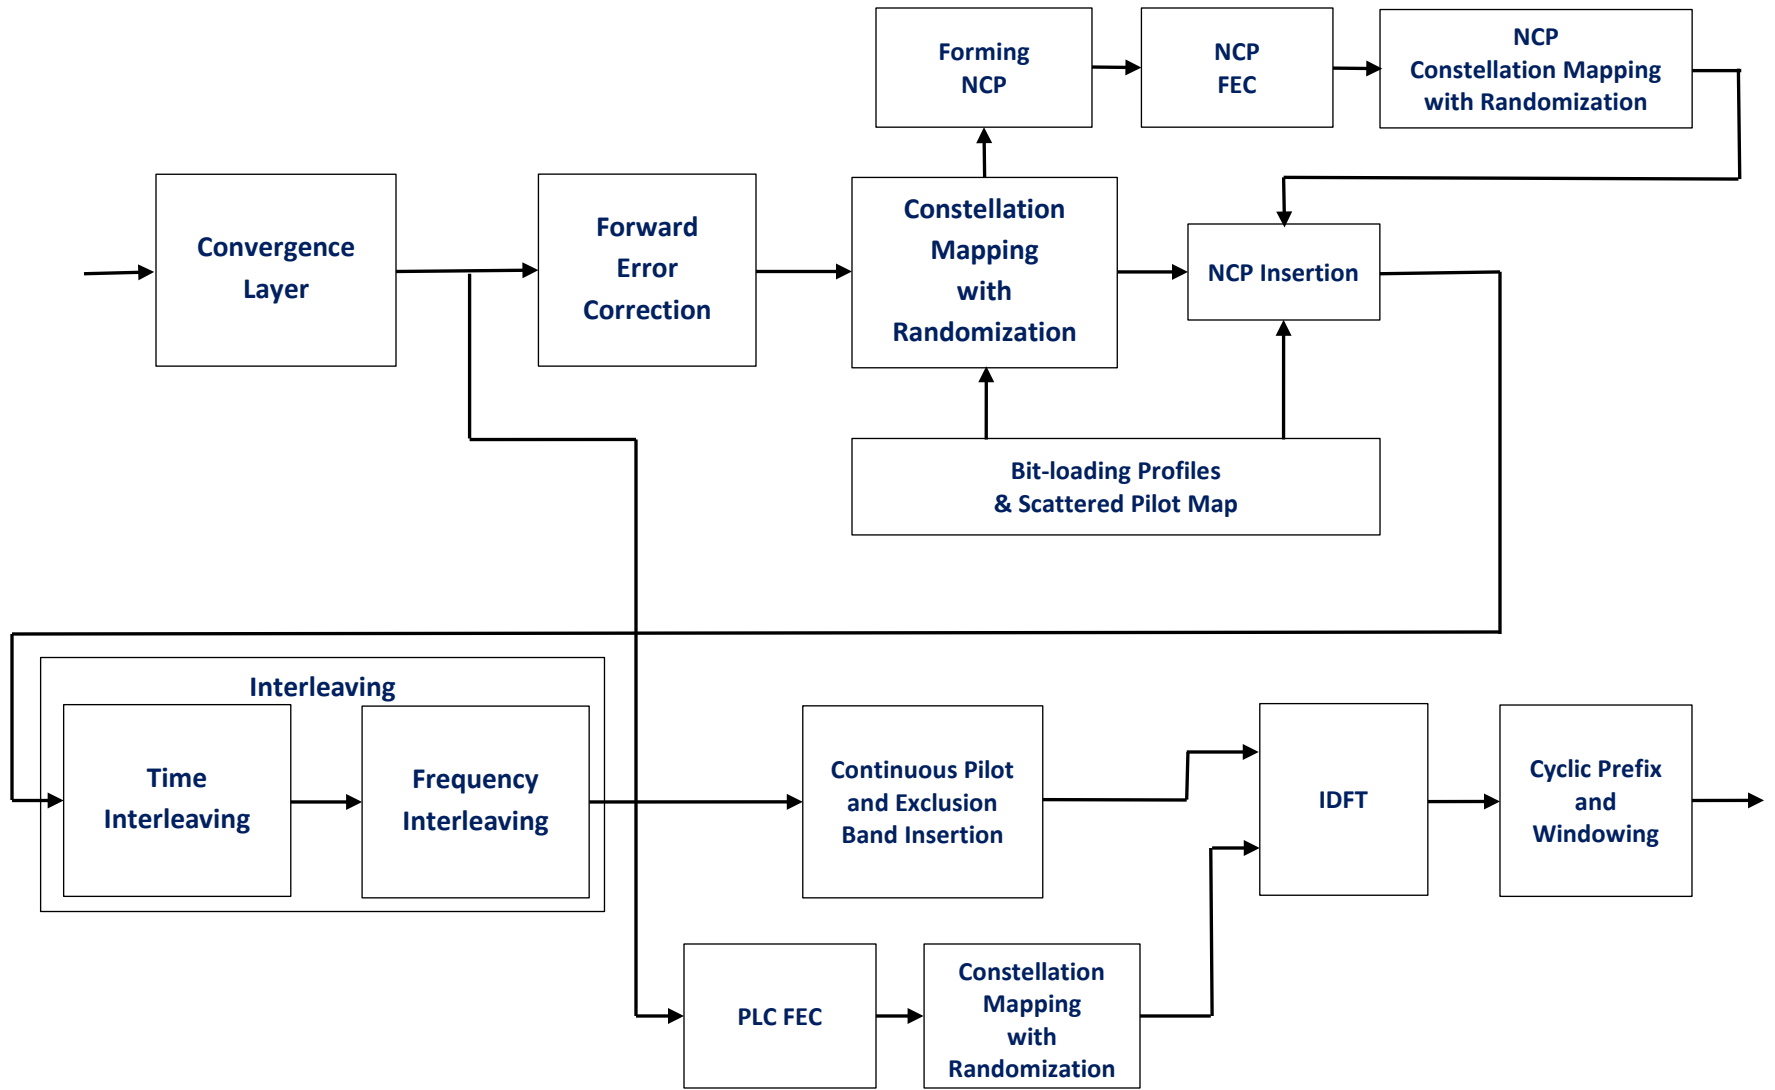 Forming
NCP
NCP
FEC
NCP
Constellation Mapping
with Randomization
Convergence
Layer
Forward
Error
Correction
Constellation
Mapping
with
Randomization
NCP Insertion
Bit-loading Profiles
& Scattered Pilot Map
Interleaving
Time
Interleaving
Frequency
Interleaving
Continuous Pilot
and Exclusion
Band Insertion
IDFT
Cyclic Prefix
and
Windowing
PLC FEC
Constellation
Mapping
with
Randomization